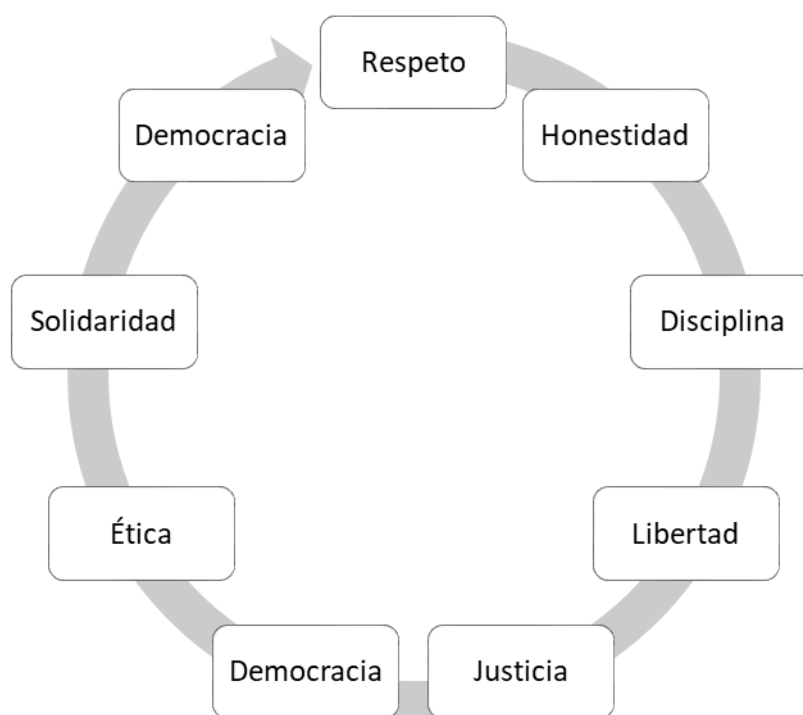 Respeto
Honestidad
Disciplina
Libertad
Justicia
Democracia
Ética
Solidaridad
Democracia